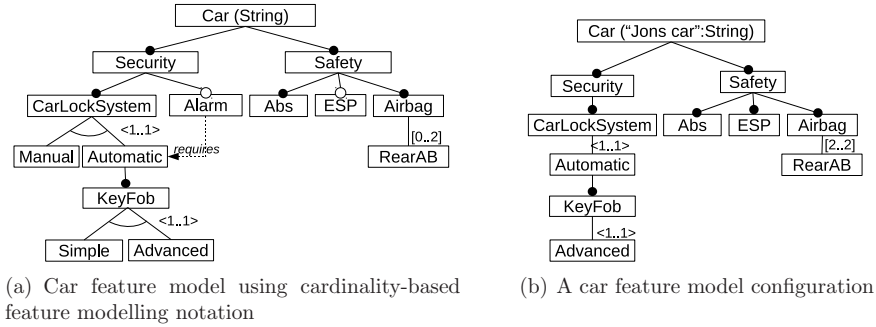 Car (String)
Security
Safety
CarLockSystem
Alarm
Abs
ESP
Airbag
<1..1>
[0..2]
requires
Manual
Automatic
RearAB
KeyFob
<1..1>
Simple
Advanced
(a) Car feature model using cardinality-based
feature modelling notation
Car (“Jons car”:String)
Security
Safety
CarLockSystem
Abs
ESP
Airbag
<1..1>
[2..2]
Automatic
RearAB
KeyFob
<1..1>
Advanced
(b) A car feature model configuration